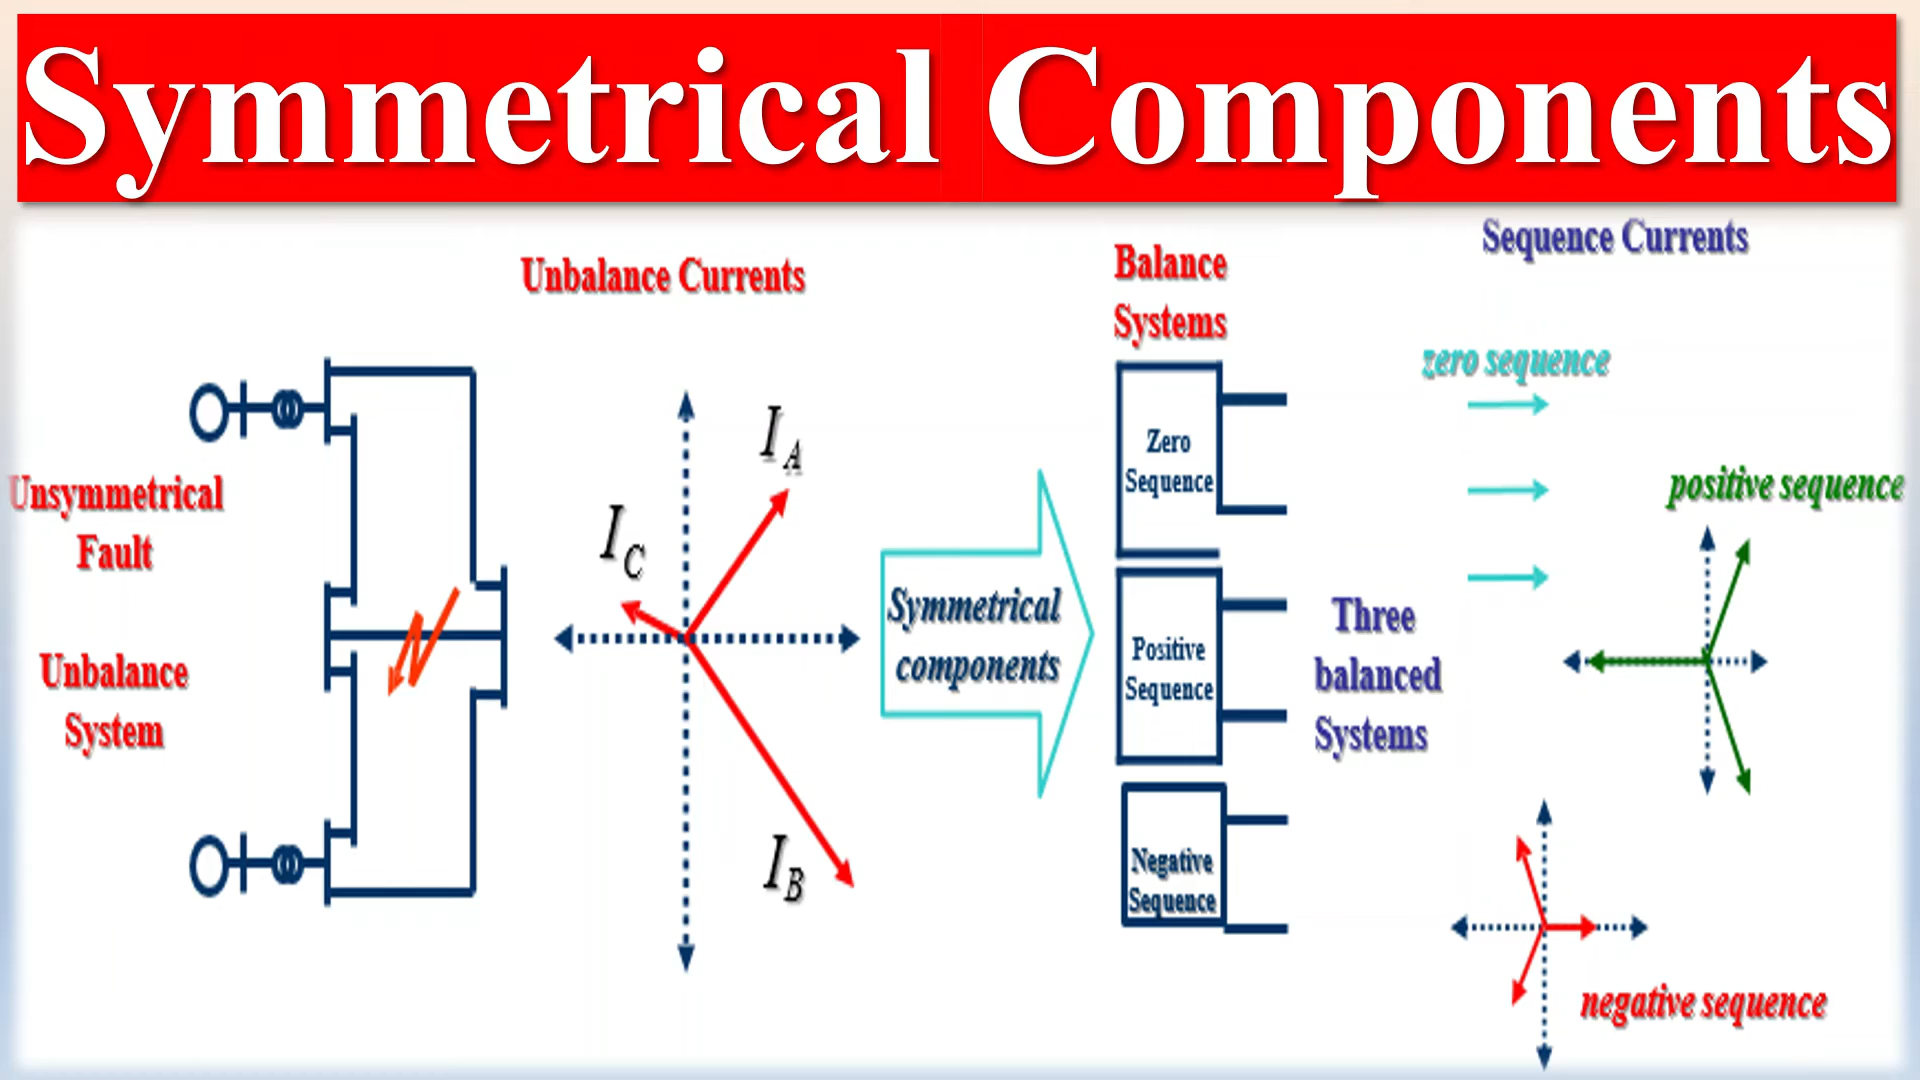 Symmetrical Components
Unbalance Currents
Balance
Systems
Sequence Currents
Unsymmetrical
Fault
Unbalance
System
I_A
I_C
I_B
Symmetrical
components
Zero
Sequence
Positive
Sequence
Negative
Sequence
Three
balanced
Systems
zero sequence
positive sequence
negative sequence